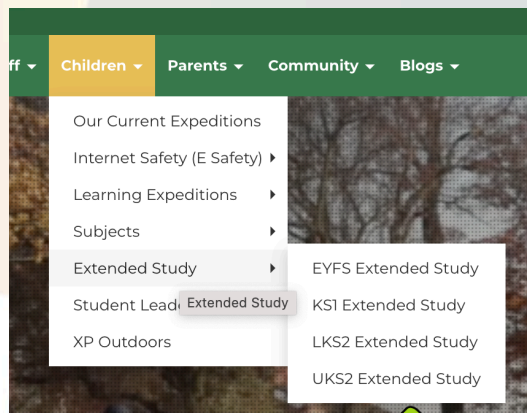 ff
Children
Parents
Community
Blogs
Our Current Expeditions
Internet Safety (E Safety)
Learning Expeditions
Subjects
Extended Study
Student Leade
Extended Study
XP Outdoors
EYFS Extended Study
KS1 Extended Study
LKS2 Extended Study
UKS2 Extended Study